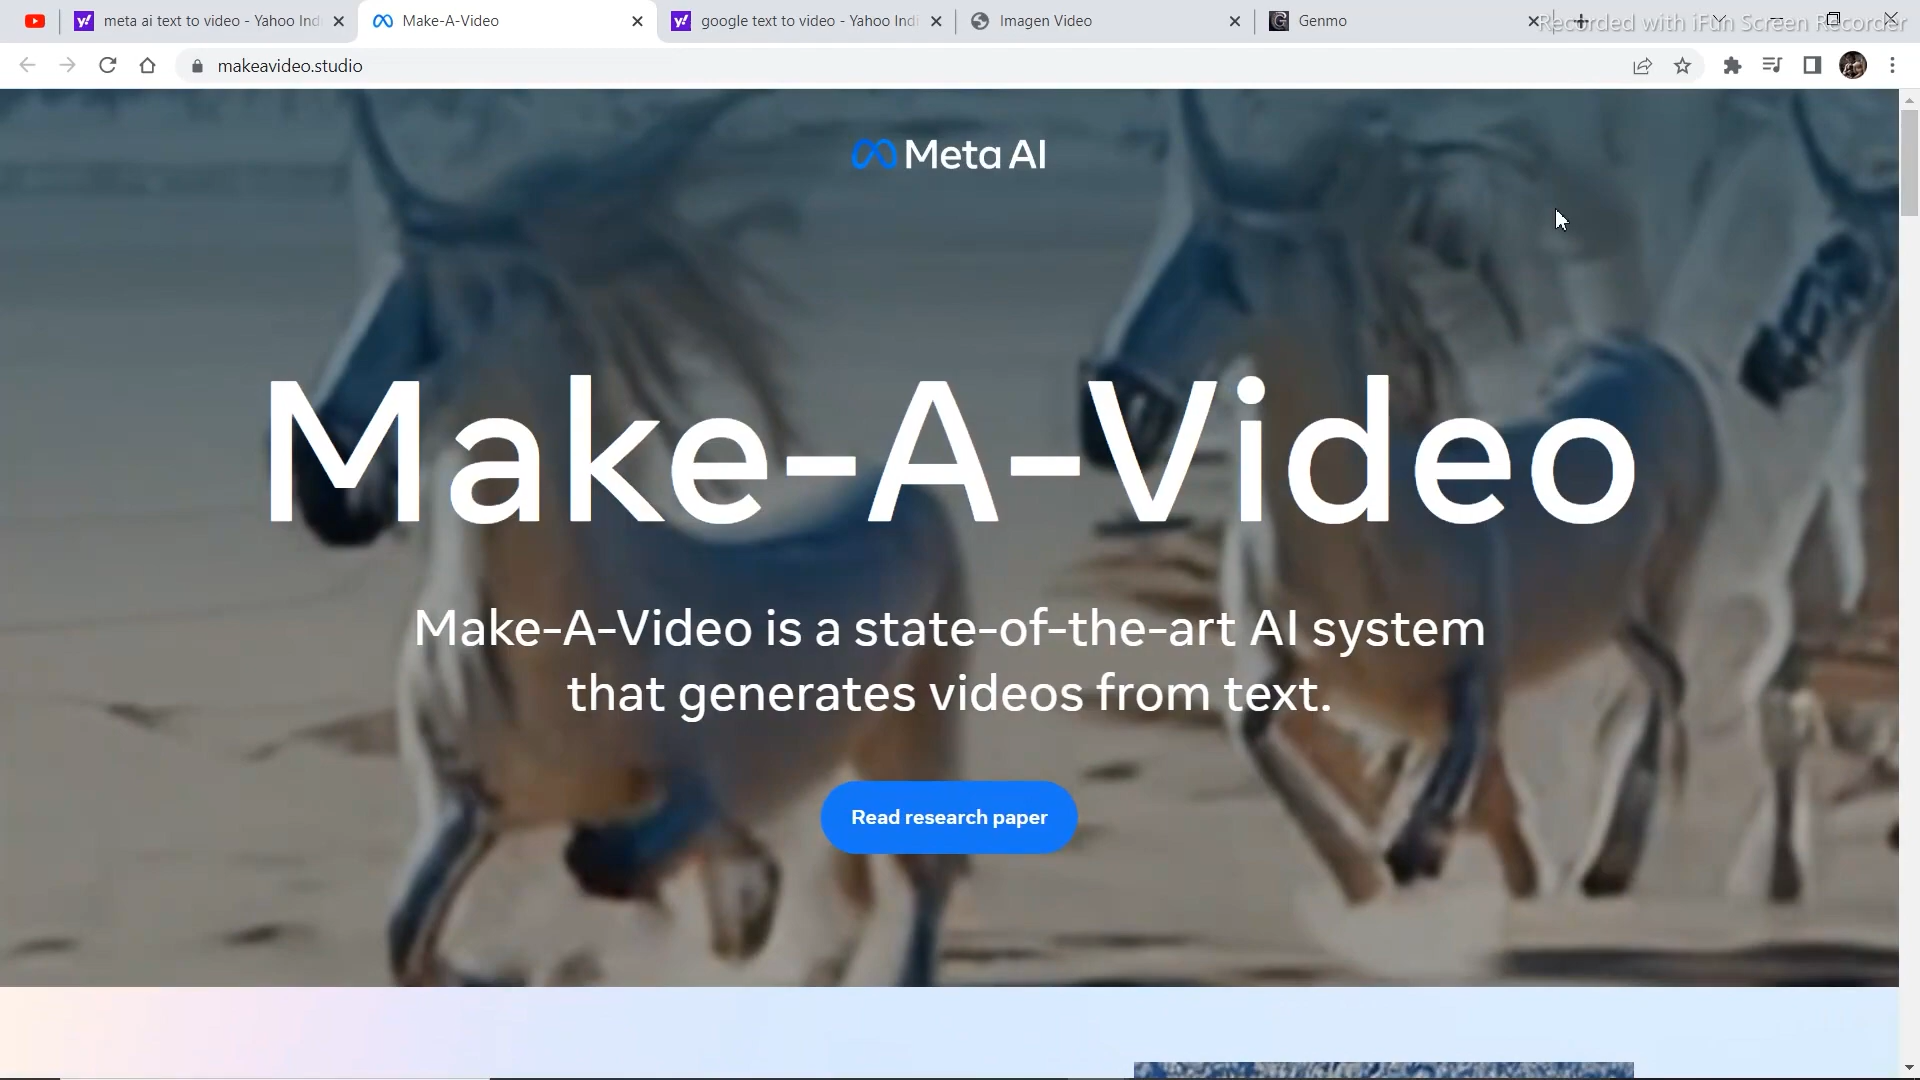 meta ai text to video - Yahoo Ind
Make-A-Video
google text to video - Yahoo Indi
Imagen Video
Genmo
Recorded with iFun Screen Recorder
makeavideo.studio
Meta AI
Make-A-Video
Make-A-Video is a state-of-the-art AI system
that generates videos from text.
Read research paper